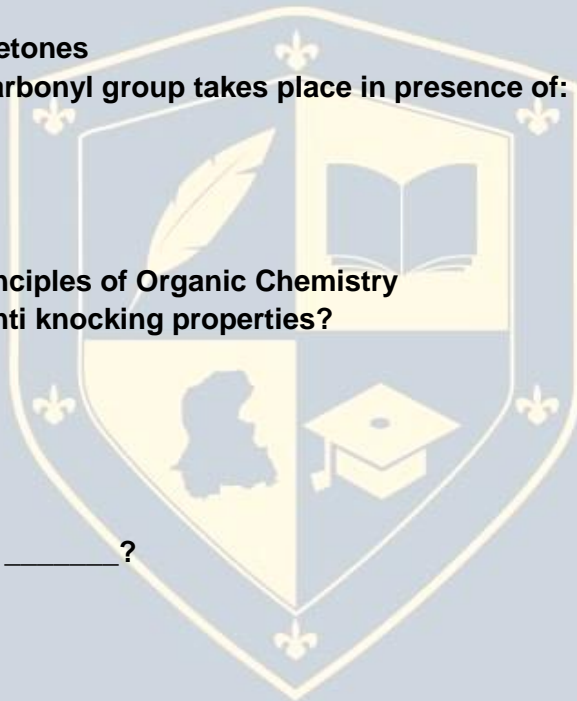 etones
arbonyl group takes place in presence of:
nciples of Organic Chemistry
nti knocking properties?
_______?